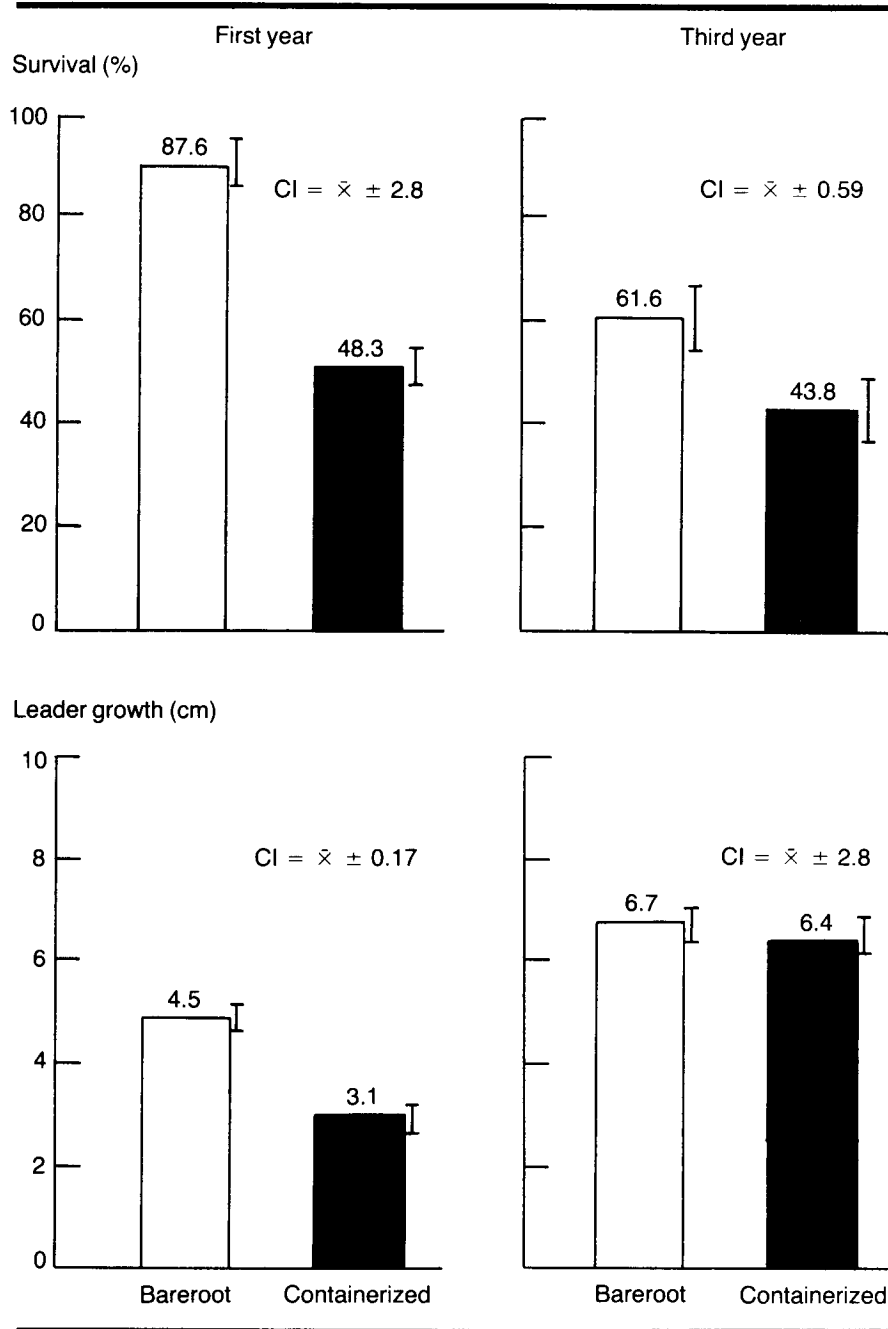 First year
Third year
Survival (%)
100
80
60
40
20
0
87.6
CI = x̄ ± 2.8
48.3
CI = x̄ ± 0.59
61.6
43.8
Leader growth (cm)
10
8
6
4
2
0
CI = x̄ ± 0.17
4.5
3.1
CI = x̄ ± 2.8
6.7
6.4
Bareroot
Containerized
Bareroot
Containerized